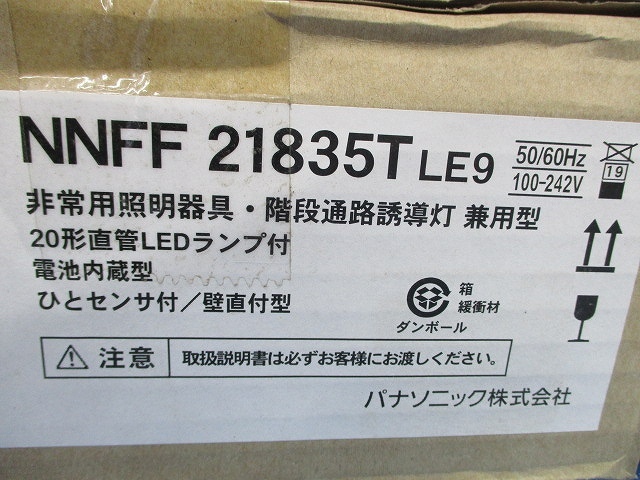 NNFF 21835T LE9
50/60Hz
100-242V
19
非常用照明器具・階段通路誘導灯 兼用型
20形直管LEDランプ付
電池内蔵型
ひとセンサ付／壁直付型
箱
緩衝材
ダンボール
注意
取扱説明書は必ずお客様にお渡しください。
パナソニック株式会社